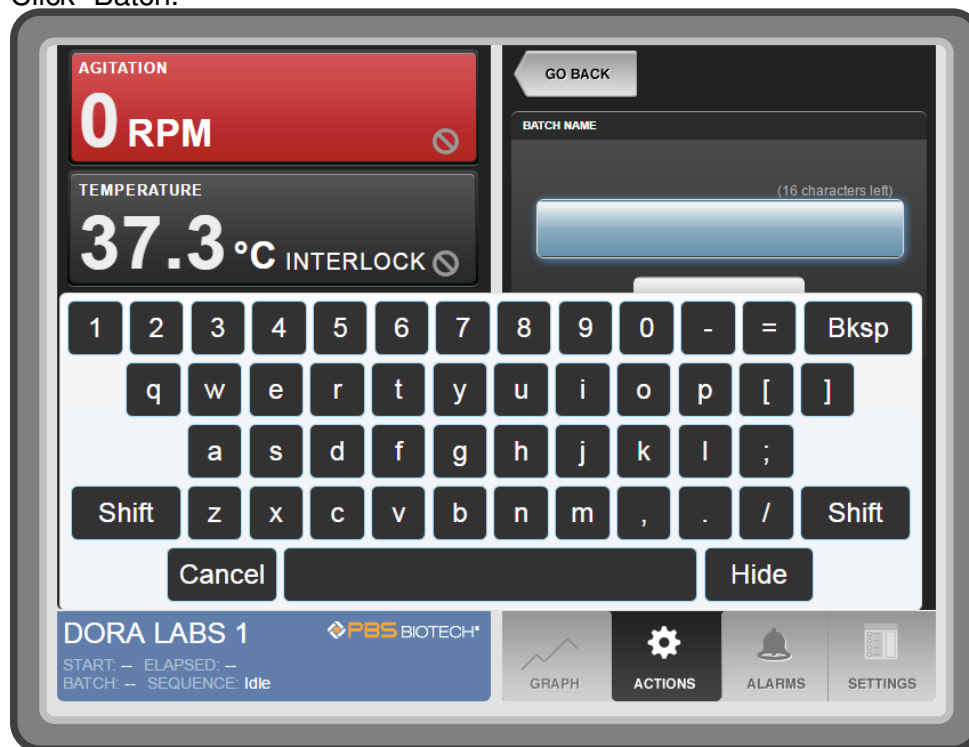 Click "Batch.
AGITATION
0 RPM
TEMPERATURE
37.3 °C INTERLOCK
GO BACK
BATCH NAME
(16 characters left)
1 2 3 4 5 6 7 8 9 0 - = Bksp
q w e r t y u i o p [ ]
a s d f g h j k l ;
Shift z x c v b n m , . / Shift
Cancel Hide
DORA LABS 1
PBS BIOTECH®
START: -- ELAPSED: --
BATCH: -- SEQUENCE: Idle
GRAPH ACTIONS ALARMS SETTINGS